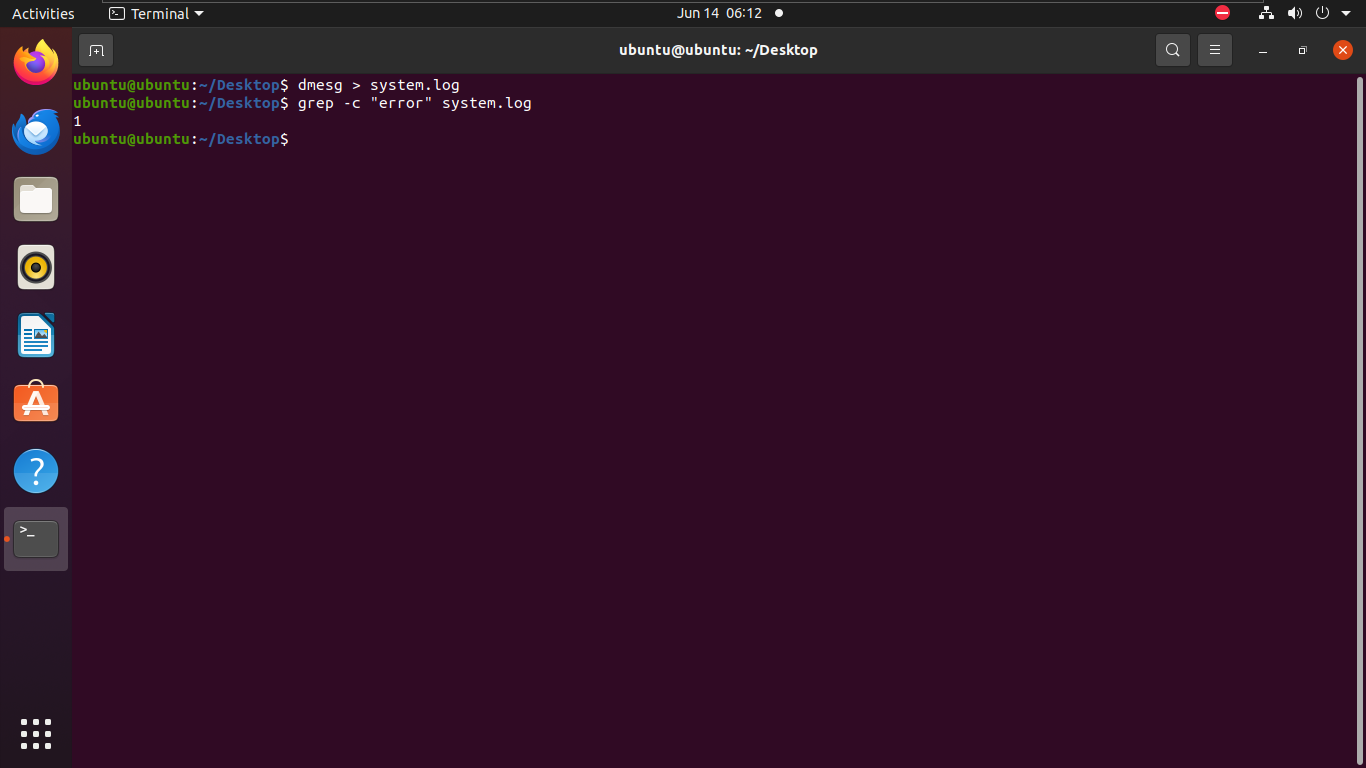 Activities Terminal Jun 14 06:12
ubuntu@ubuntu: ~/Desktop
ubuntu@ubuntu:~/Desktop$ dmesg > system.log
ubuntu@ubuntu:~/Desktop$ grep -c "error" system.log
1
ubuntu@ubuntu:~/Desktop$